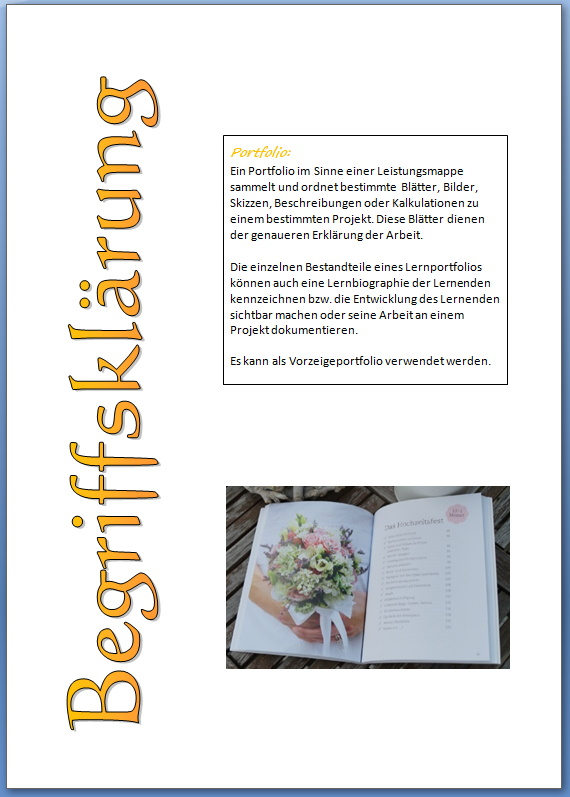 Begriffsklärung
Portfolio:
Ein Portfolio im Sinne einer Leistungsmappe
sammelt und ordnet bestimmte Blätter, Bilder,
Skizzen, Beschreibungen oder Kalkulationen zu
einem bestimmten Projekt. Diese Blätter dienen
der genaueren Erklärung der Arbeit.
Die einzelnen Bestandteile eines Lernportfolios
können auch eine Lernbiographie der Lernenden
kennzeichnen bzw. die Entwicklung des Lernenden
sichtbar machen oder seine Arbeit an einem
Projekt dokumentieren.
Es kann als Vorzeigeportfolio verwendet werden.
Das Hochzeitsfest